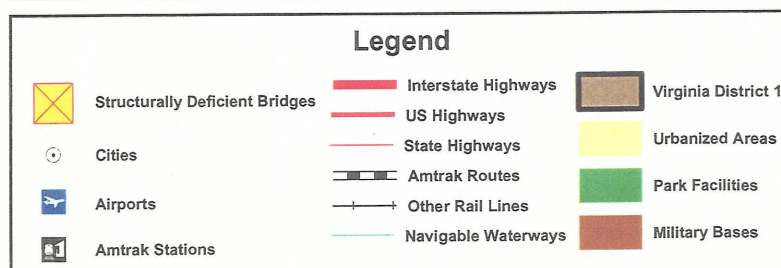 Legend
Structurally Deficient Bridges
Cities
Airports
Amtrak Stations
Interstate Highways
US Highways
State Highways
Amtrak Routes
Other Rail Lines
Navigable Waterways
Virginia District 1
Urbanized Areas
Park Facilities
Military Bases